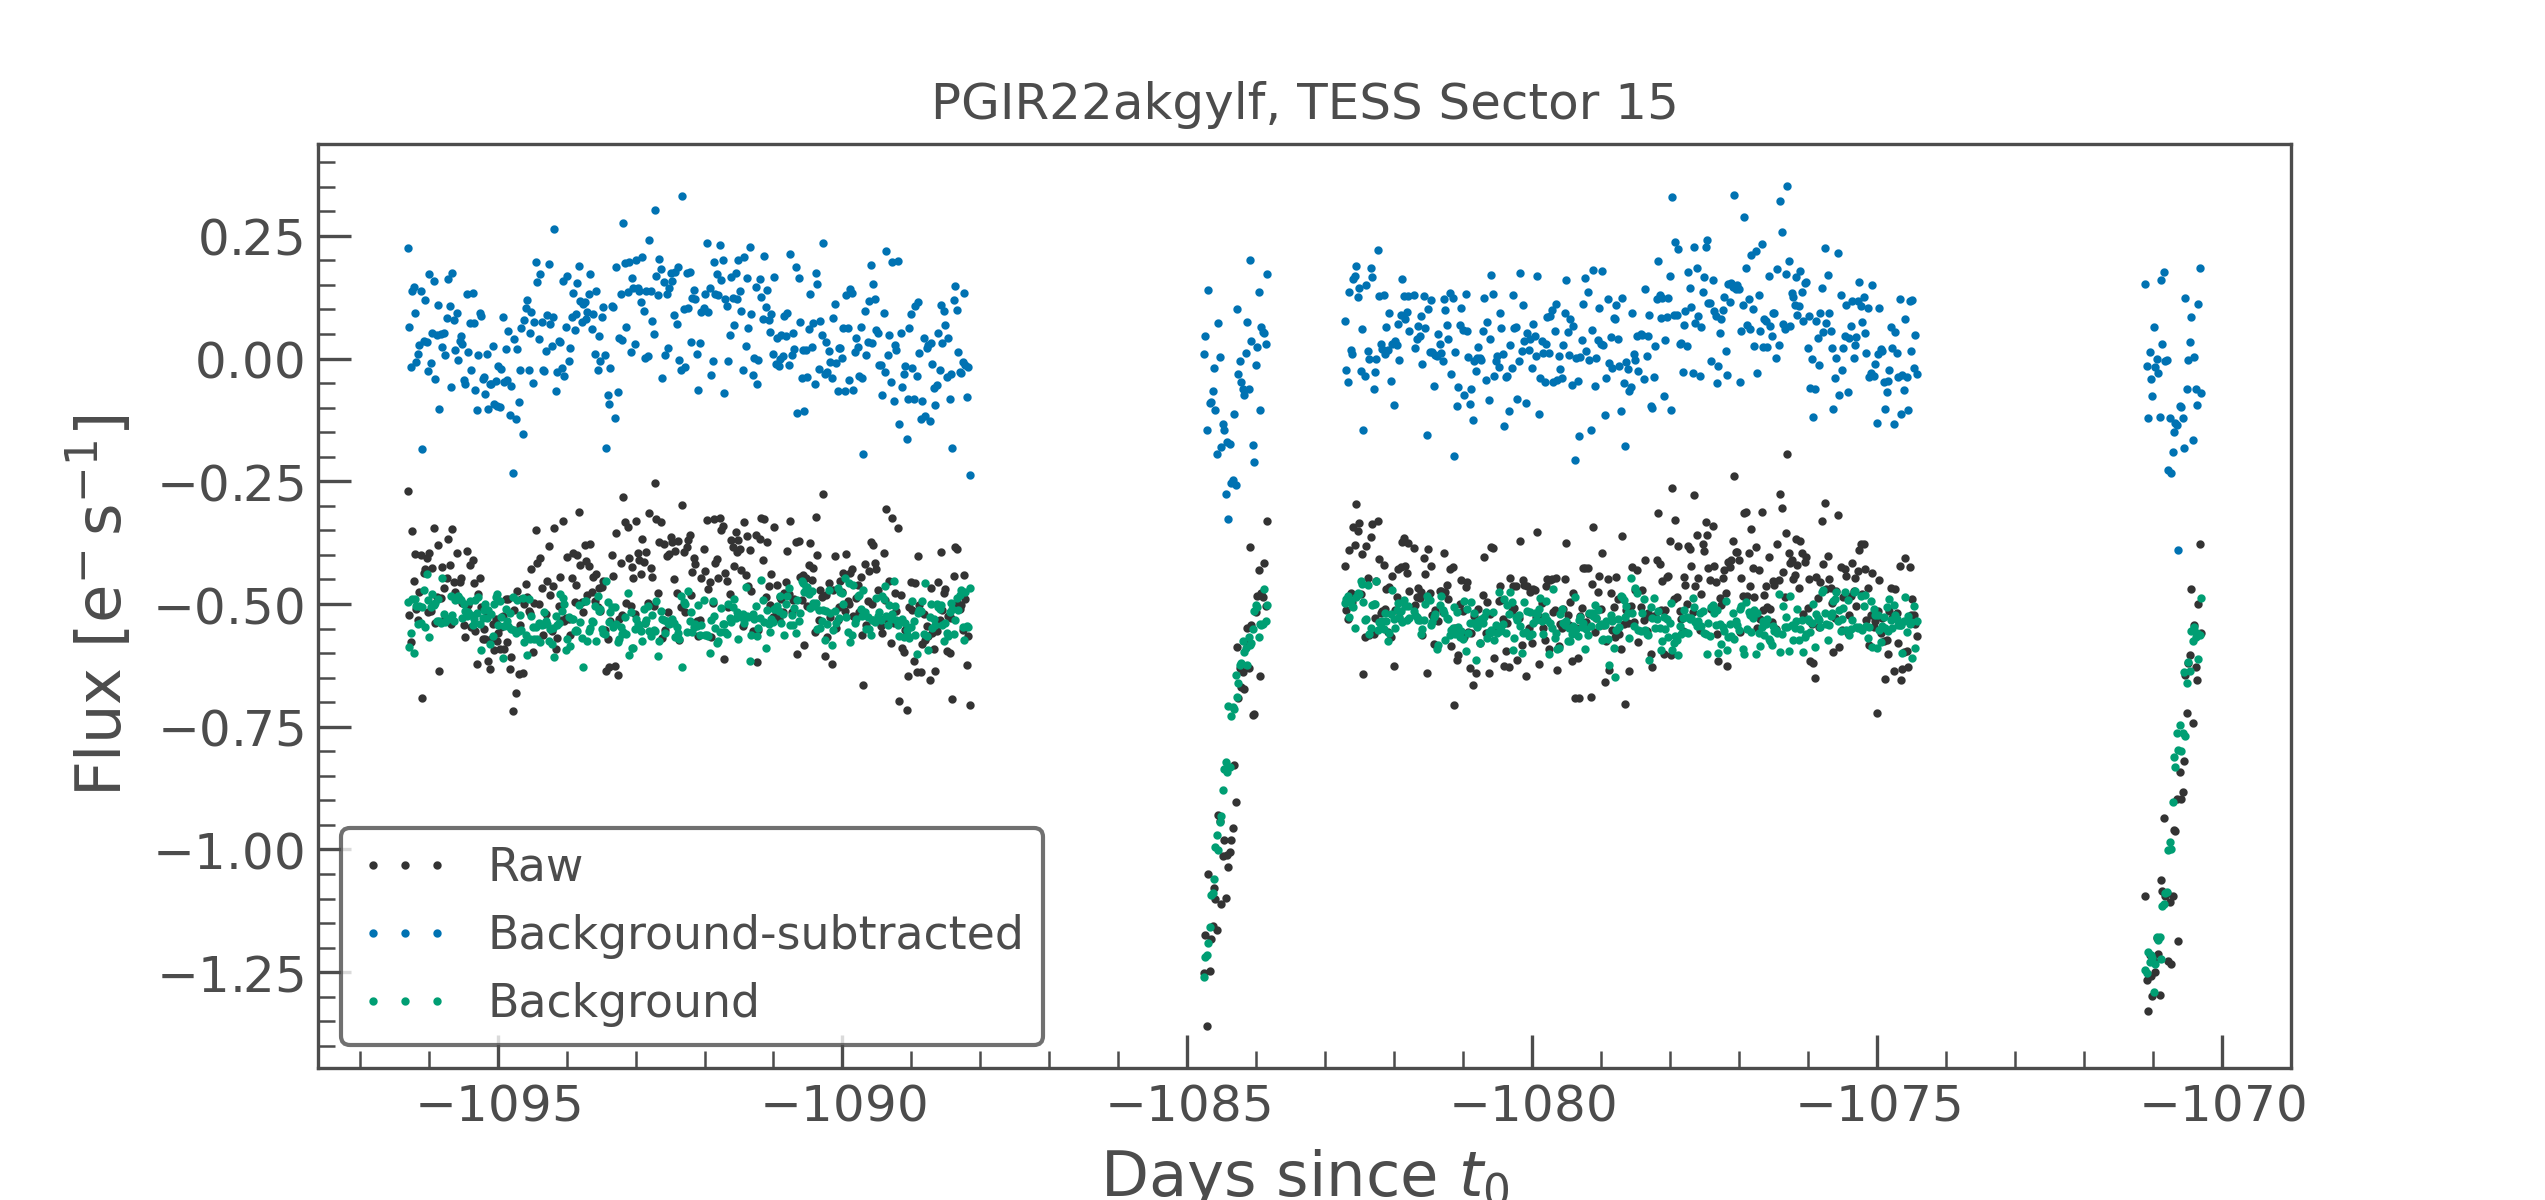 PGIR22akgylf, TESS Sector 15
Flux [e⁻ s⁻¹]
0.25
0.00
−0.25
−0.50
−0.75
−1.00
−1.25
Raw
Background-subtracted
Background
−1095 −1090 −1085 −1080 −1075 −1070
Days since t₀